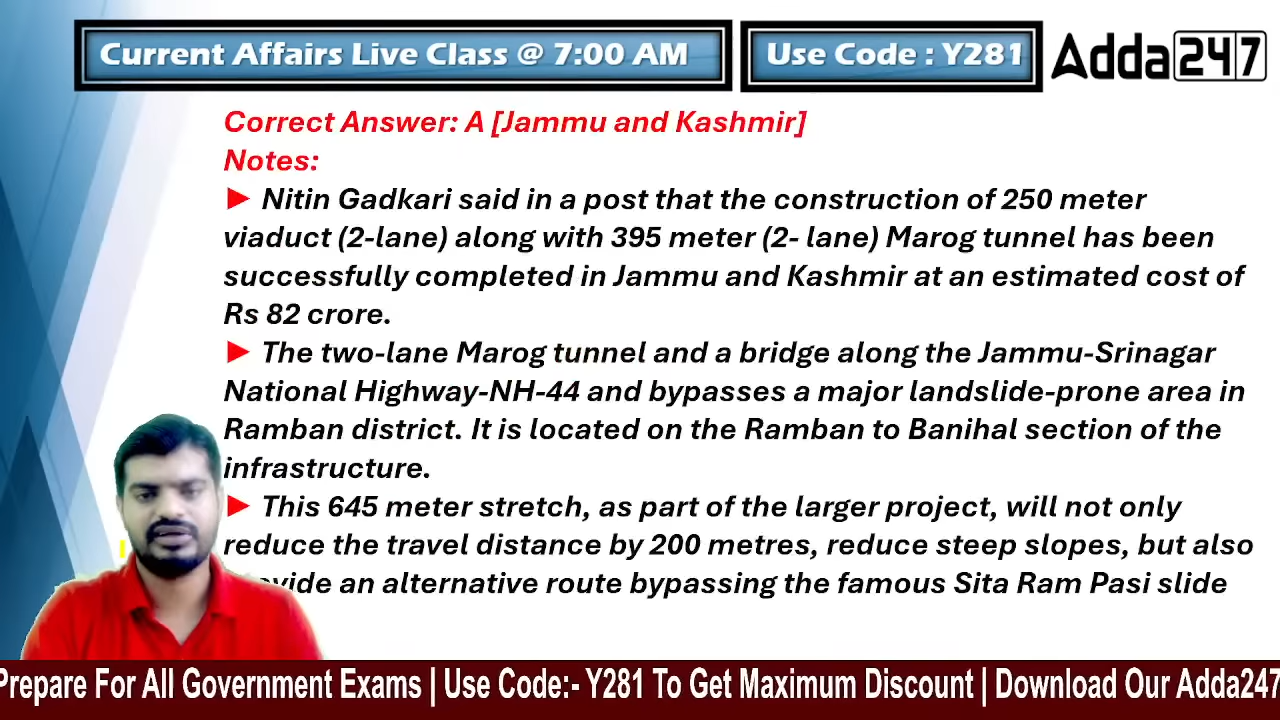 Current Affairs Live Class @ 7:00 AM
Use Code : Y281
Adda247
Correct Answer: A [Jammu and Kashmir]
Notes:
► Nitin Gadkari said in a post that the construction of 250 meter
viaduct (2-lane) along with 395 meter (2- lane) Marog tunnel has been
successfully completed in Jammu and Kashmir at an estimated cost of
Rs 82 crore.
► The two-lane Marog tunnel and a bridge along the Jammu-Srinagar
National Highway-NH-44 and bypasses a major landslide-prone area in
Ramban district. It is located on the Ramban to Banihal section of the
infrastructure.
► This 645 meter stretch, as part of the larger project, will not only
reduce the travel distance by 200 metres, reduce steep slopes, but also
an alternative route bypassing the famous Sita Ram Pasi slide
Prepare For All Government Exams | Use Code:- Y281 To Get Maximum Discount | Download Our Adda247